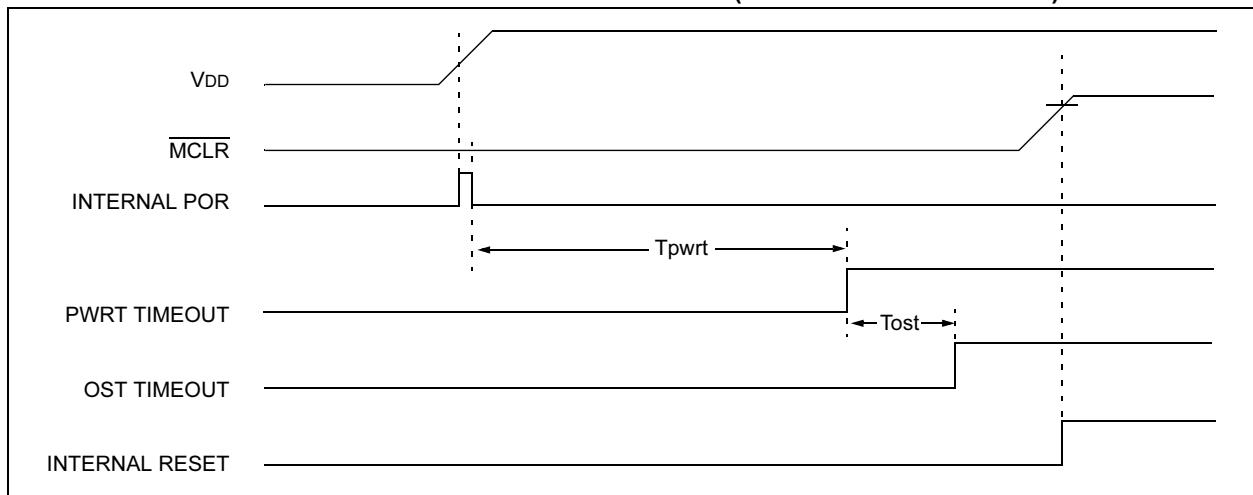 VDD
MCLR
INTERNAL POR
Tpwrt
PWRT TIMEOUT
Tost
OST TIMEOUT
INTERNAL RESET